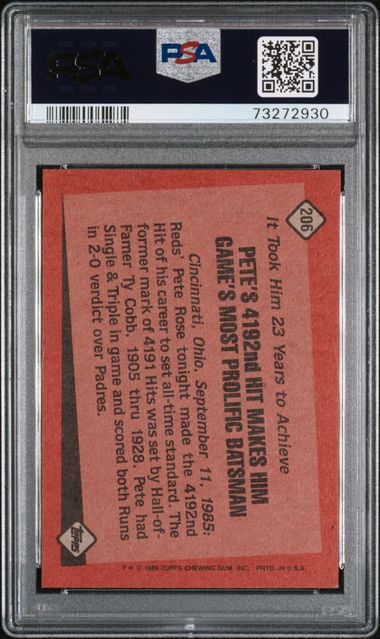 PSA
PSA
73272930
206
It Took Him 23 Years to Achieve
PETE'S 4192nd HIT MAKES HIM
GAME'S MOST PROLIFIC BATSMAN
Cincinnati, Ohio, September 11, 1985:
Reds' Pete Rose tonight made the 4192nd
Hit of his career to set all-time standard. The
former mark of 4191 Hits was set by Hall-of-
Famer Ty Cobb, 1905 thru 1928. Pete had
Single & Triple in game and scored both Runs
in 2-0 verdict over Padres.
TOPPS
© 1986 TOPPS CHEWING GUM, INC. PRTD. IN U.S.A.